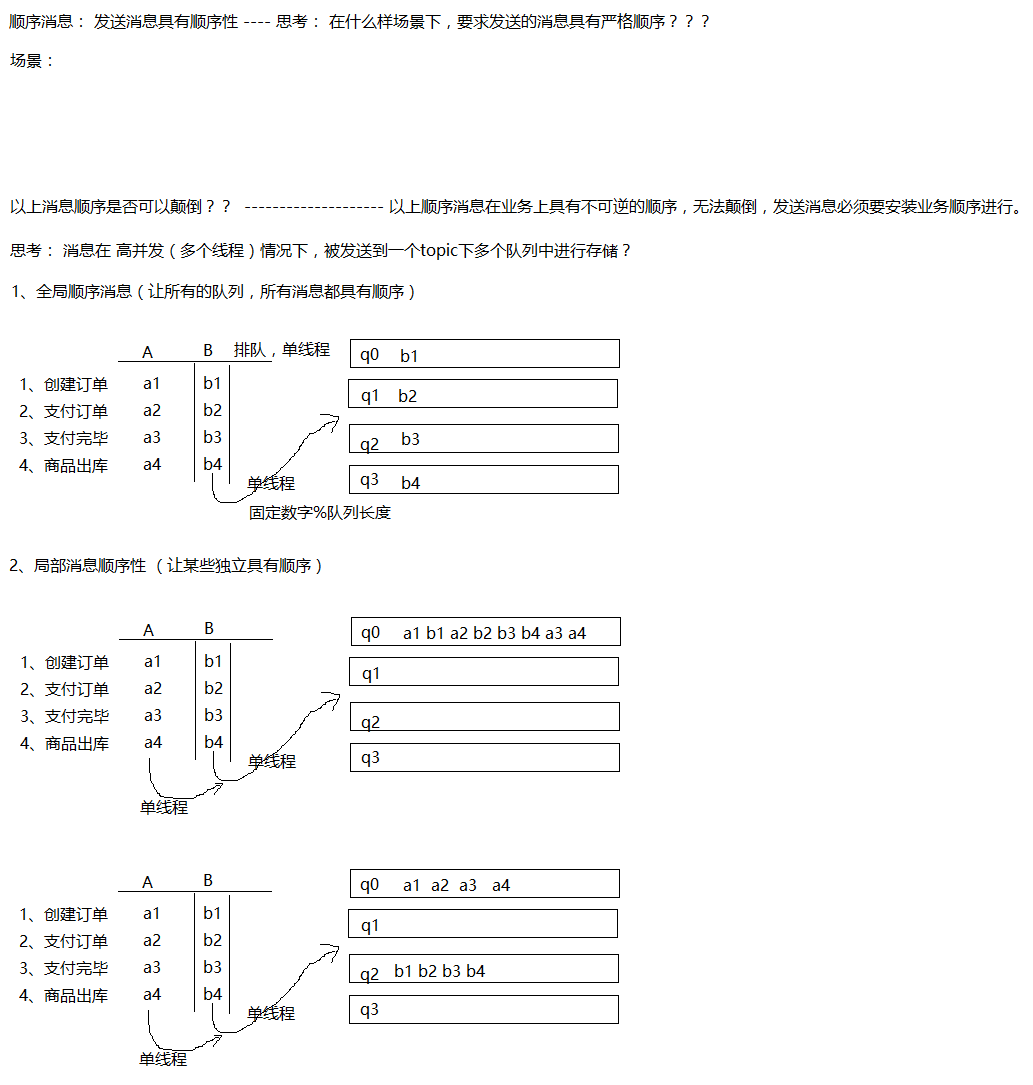 顺序消息： 发送消息具有顺序性 ---- 思考： 在什么样场景下，要求发送的消息具有严格顺序？？？
场景：
以上消息顺序是否可以颠倒？？ -------------------- 以上顺序消息在业务上具有不可逆的顺序，无法颠倒，发送消息必须要安装业务顺序进行。
思考： 消息在 高并发（多个线程）情况下，被发送到一个topic下多个队列中进行存储？
1、全局顺序消息（让所有的队列，所有消息都具有顺序）
A B 排队，单线程
1、创建订单 a1 b1
2、支付订单 a2 b2
3、支付完毕 a3 b3
4、商品出库 a4 b4
单线程
固定数字%队列长度
q0 b1
q1 b2
q2 b3
q3 b4
2、局部消息顺序性 （让某些独立具有顺序）
A B
1、创建订单 a1 b1
2、支付订单 a2 b2
3、支付完毕 a3 b3
4、商品出库 a4 b4
单线程
单线程
q0 a1 b1 a2 b2 b3 b4 a3 a4
q1
q2
q3
A B
1、创建订单 a1 b1
2、支付订单 a2 b2
3、支付完毕 a3 b3
4、商品出库 a4 b4
单线程
单线程
q0 a1 a2 a3 a4
q1
q2 b1 b2 b3 b4
q3